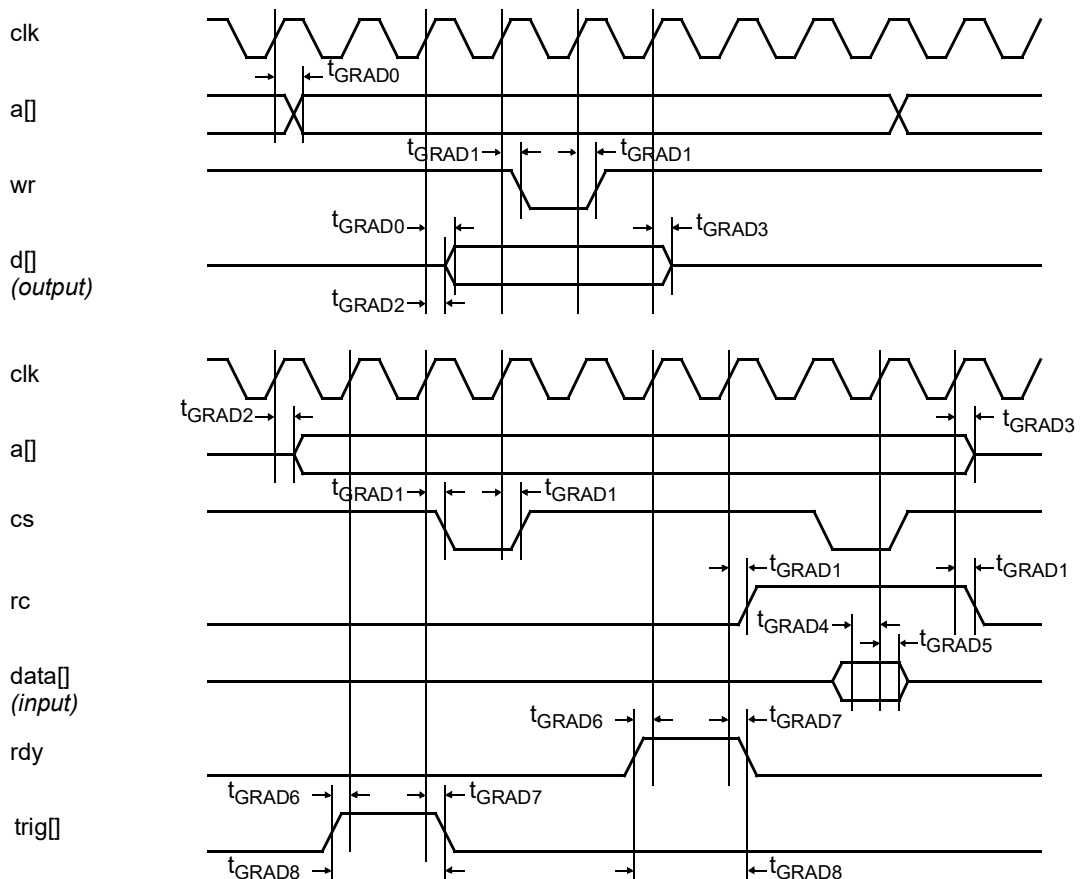 clk
tGRAD0
a[]
tGRAD1 tGRAD1
wr
tGRAD0 tGRAD3
d[]
(output)
tGRAD2
clk
tGRAD2 tGRAD3
a[]
tGRAD1 tGRAD1
cs
tGRAD1 tGRAD1
rc
tGRAD4 tGRAD5
data[]
(input)
tGRAD6 tGRAD7
rdy
tGRAD6 tGRAD7
trig[]
tGRAD8 tGRAD8